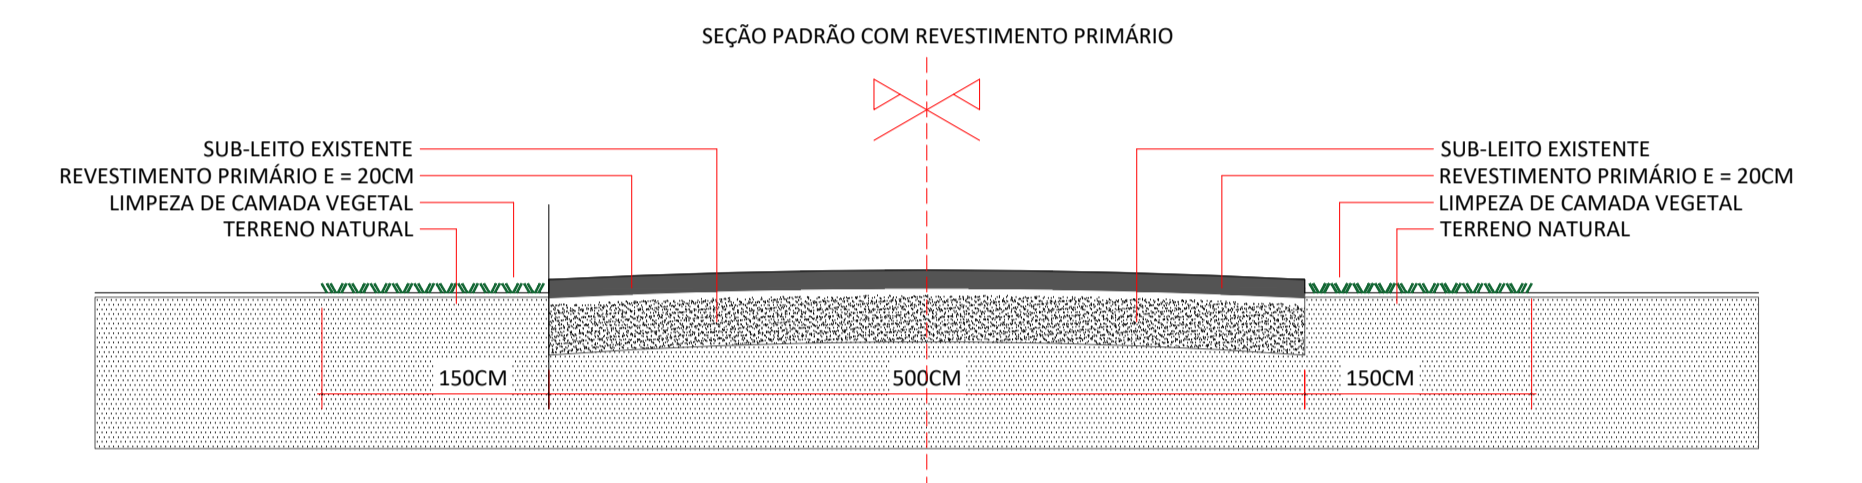 SEÇÃO PADRÃO COM REVESTIMENTO PRIMÁRIO
SUB-LEITO EXISTENTE
REVESTIMENTO PRIMÁRIO E = 20CM
LIMPEZA DE CAMADA VEGETAL
TERRENO NATURAL
SUB-LEITO EXISTENTE
REVESTIMENTO PRIMÁRIO E = 20CM
LIMPEZA DE CAMADA VEGETAL
TERRENO NATURAL
150CM
500CM
150CM